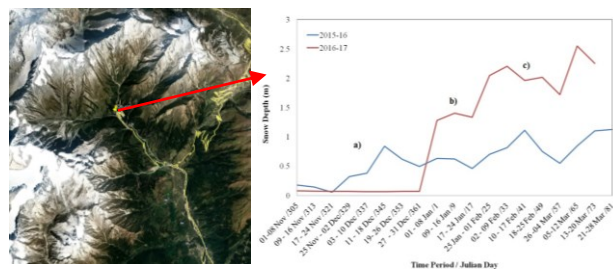 3
2015-16
2016-17
2.5
c)
2
b)
1.5
a)
1
0.5
0
Snow Depth (m)
01-08 Nov /305
09 - 16 Nov /313
17 - 24 Nov /321
25 Nov - 02 Dec/329
03 - 10 Dec/337
11 - 18 Dec/345
19 -26 Dec/353
27 - 31 Dec/361
01 - 08 Jan /1
09 - 16 Jan /9
17 - 24 Jan /17
25 Jan - 01 Feb /25
02 - 09 Feb /33
10 - 17 Feb /41
18-25 Feb /49
26 -04 Mar /57
05-12 Mar /65
13-20 Mar /73
21-28 Mar /81
Time Period / Julian Day